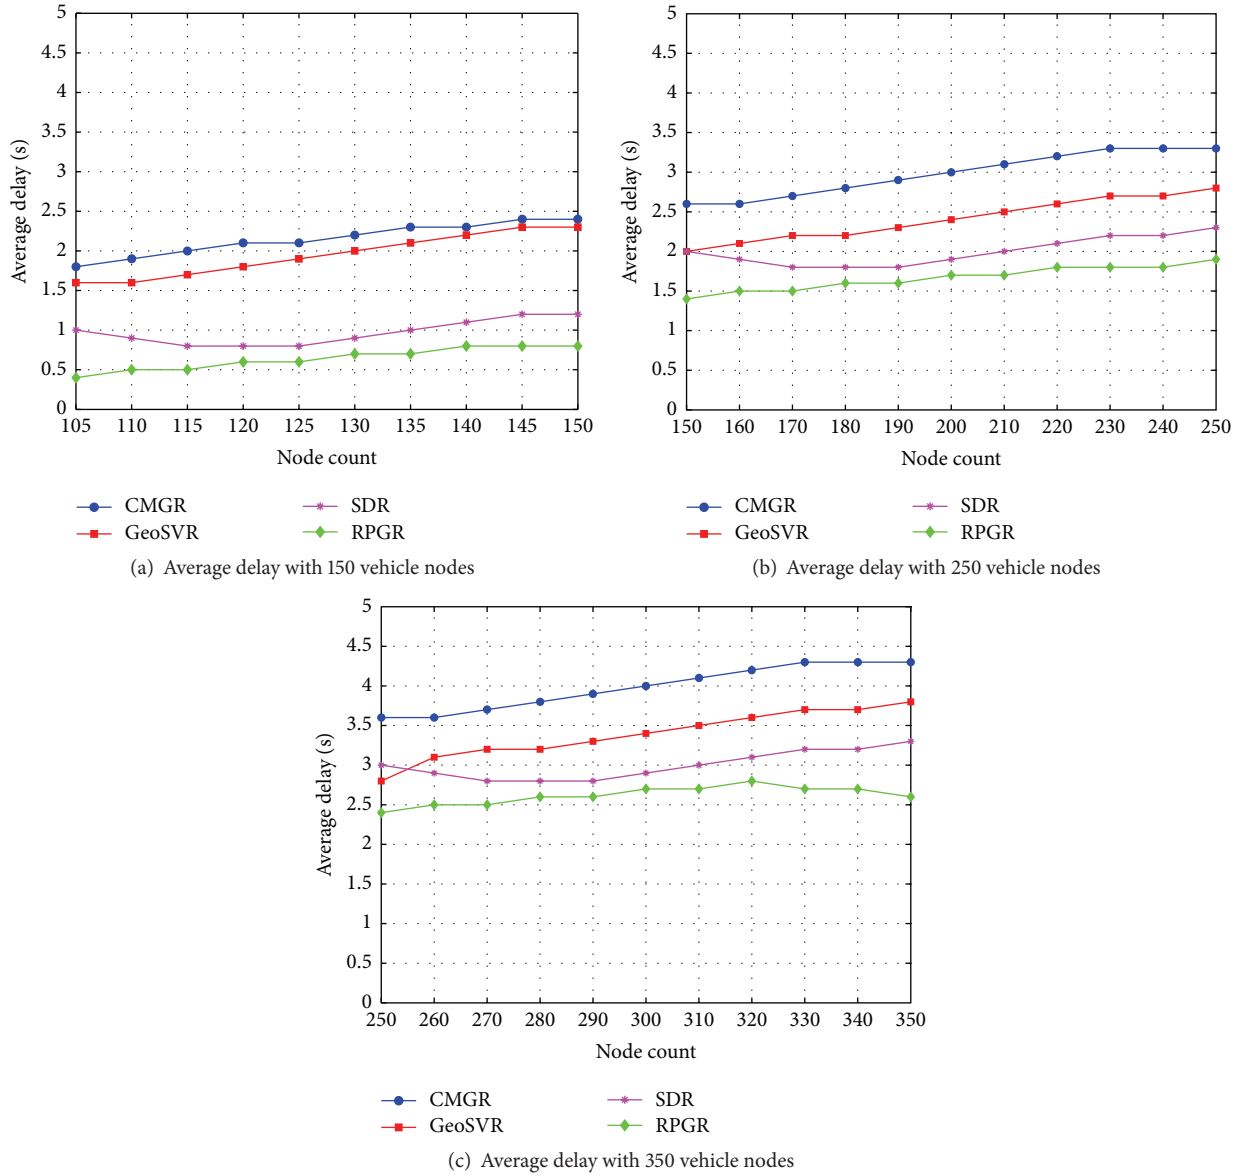 5
4.5
4
3.5
3
2.5
2
1.5
1
0.5
0
Average delay (s)
105 110 115 120 125 130 135 140 145 150
Node count
CMGR SDR
GeoSVR RPGR
(a) Average delay with 150 vehicle nodes
5
4.5
4
3.5
3
2.5
2
1.5
1
0.5
0
Average delay (s)
150 160 170 180 190 200 210 220 230 240 250
Node count
CMGR SDR
GeoSVR RPGR
(b) Average delay with 250 vehicle nodes
5
4.5
4
3.5
3
2.5
2
1.5
1
0.5
0
Average delay (s)
250 260 270 280 290 300 310 320 330 340 350
Node count
CMGR SDR
GeoSVR RPGR
(c) Average delay with 350 vehicle nodes